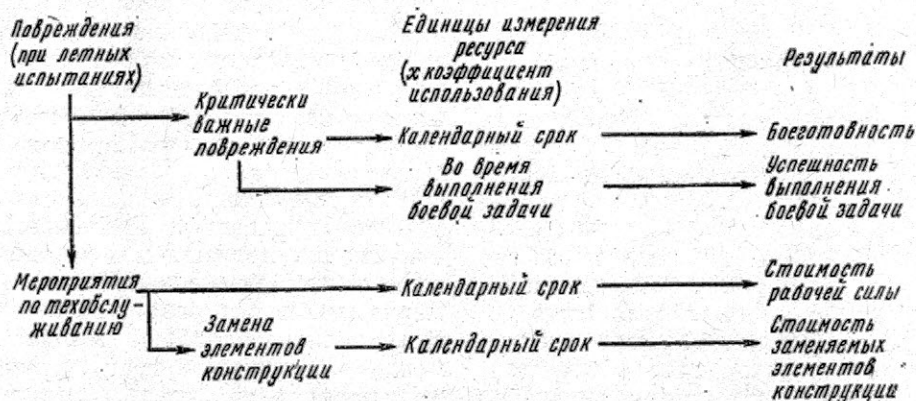 Повреждения
(при летных
испытаниях)
Единицы измерения
ресурса
(х коэффициент
использования)
Результаты
Критически
важные
повреждения
Календарный срок
Боеготовность
Во время
выполнения
боевой задачи
Успешность
выполнения
боевой задачи
Мероприятия
по техобслу-
живанию
Календарный срок
Стоимость
рабочей силы
Замена
элементов
конструкции
Календарный срок
Стоимость
заменяемых
элементов
конструкции